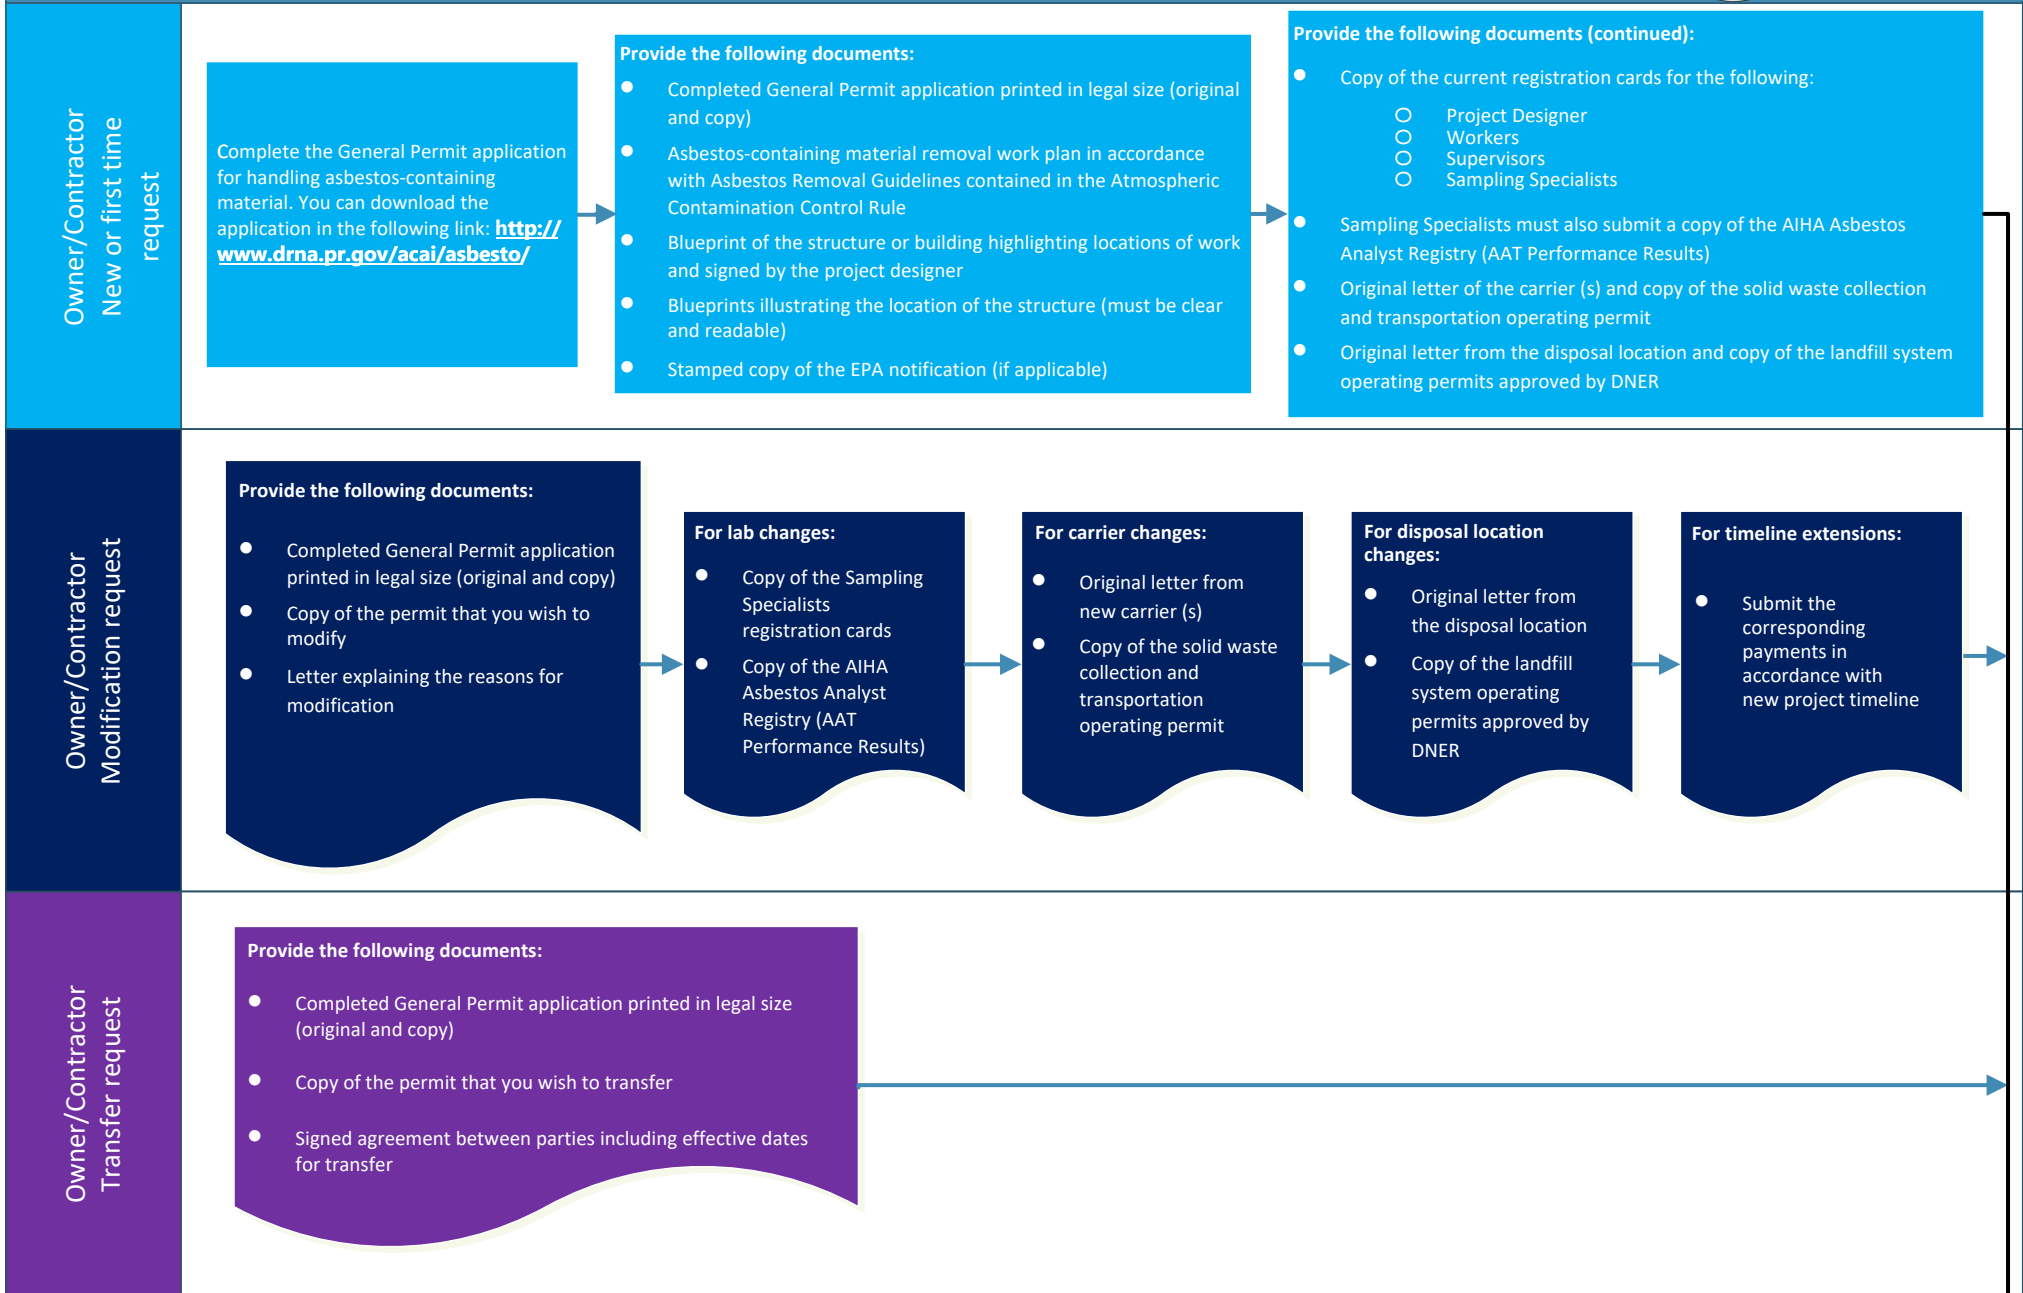 Owner/Contractor
New or first time
request
Complete the General Permit application
for handling asbestos-containing
material. You can download the
application in the following link: http://
www.drna.pr.gov/acai/asbesto/
Provide the following documents:
● Completed General Permit application printed in legal size (original
and copy)
● Asbestos-containing material removal work plan in accordance
with Asbestos Removal Guidelines contained in the Atmospheric
Contamination Control Rule
● Blueprint of the structure or building highlighting locations of work
and signed by the project designer
● Blueprints illustrating the location of the structure (must be clear
and readable)
● Stamped copy of the EPA notification (if applicable)
Provide the following documents (continued):
● Copy of the current registration cards for the following:
○ Project Designer
○ Workers
○ Supervisors
○ Sampling Specialists
● Sampling Specialists must also submit a copy of the AIHA Asbestos
Analyst Registry (AAT Performance Results)
● Original letter of the carrier (s) and copy of the solid waste collection
and transportation operating permit
● Original letter from the disposal location and copy of the landfill system
operating permits approved by DNER
Owner/Contractor
Modification request
Provide the following documents:
● Completed General Permit application
printed in legal size (original and copy)
● Copy of the permit that you wish to
modify
● Letter explaining the reasons for
modification
For lab changes:
● Copy of the Sampling
Specialists
registration cards
● Copy of the AIHA
Asbestos Analyst
Registry (AAT
Performance Results)
For carrier changes:
● Original letter from
new carrier (s)
● Copy of the solid waste
collection and
transportation
operating permit
For disposal location
changes:
● Original letter from
the disposal location
● Copy of the landfill
system operating
permits approved by
DNER
For timeline extensions:
● Submit the
corresponding
payments in
accordance with
new project timeline
Owner/Contractor
Transfer request
Provide the following documents:
● Completed General Permit application printed in legal size
(original and copy)
● Copy of the permit that you wish to transfer
● Signed agreement between parties including effective dates
for transfer